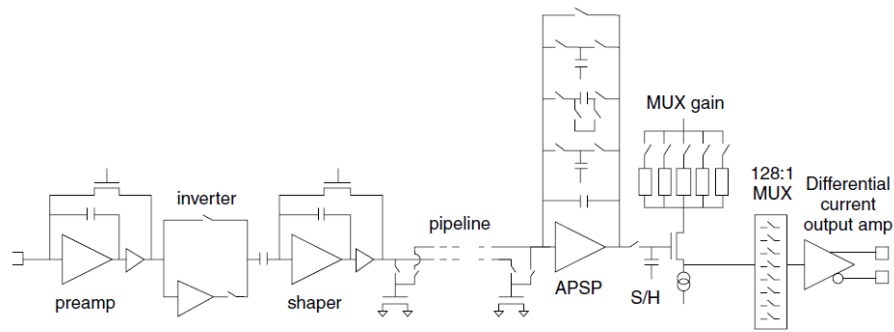 MUX gain
128:1
MUX
Differential
current
output amp
inverter
pipeline
preamp
shaper
APSP
S/H